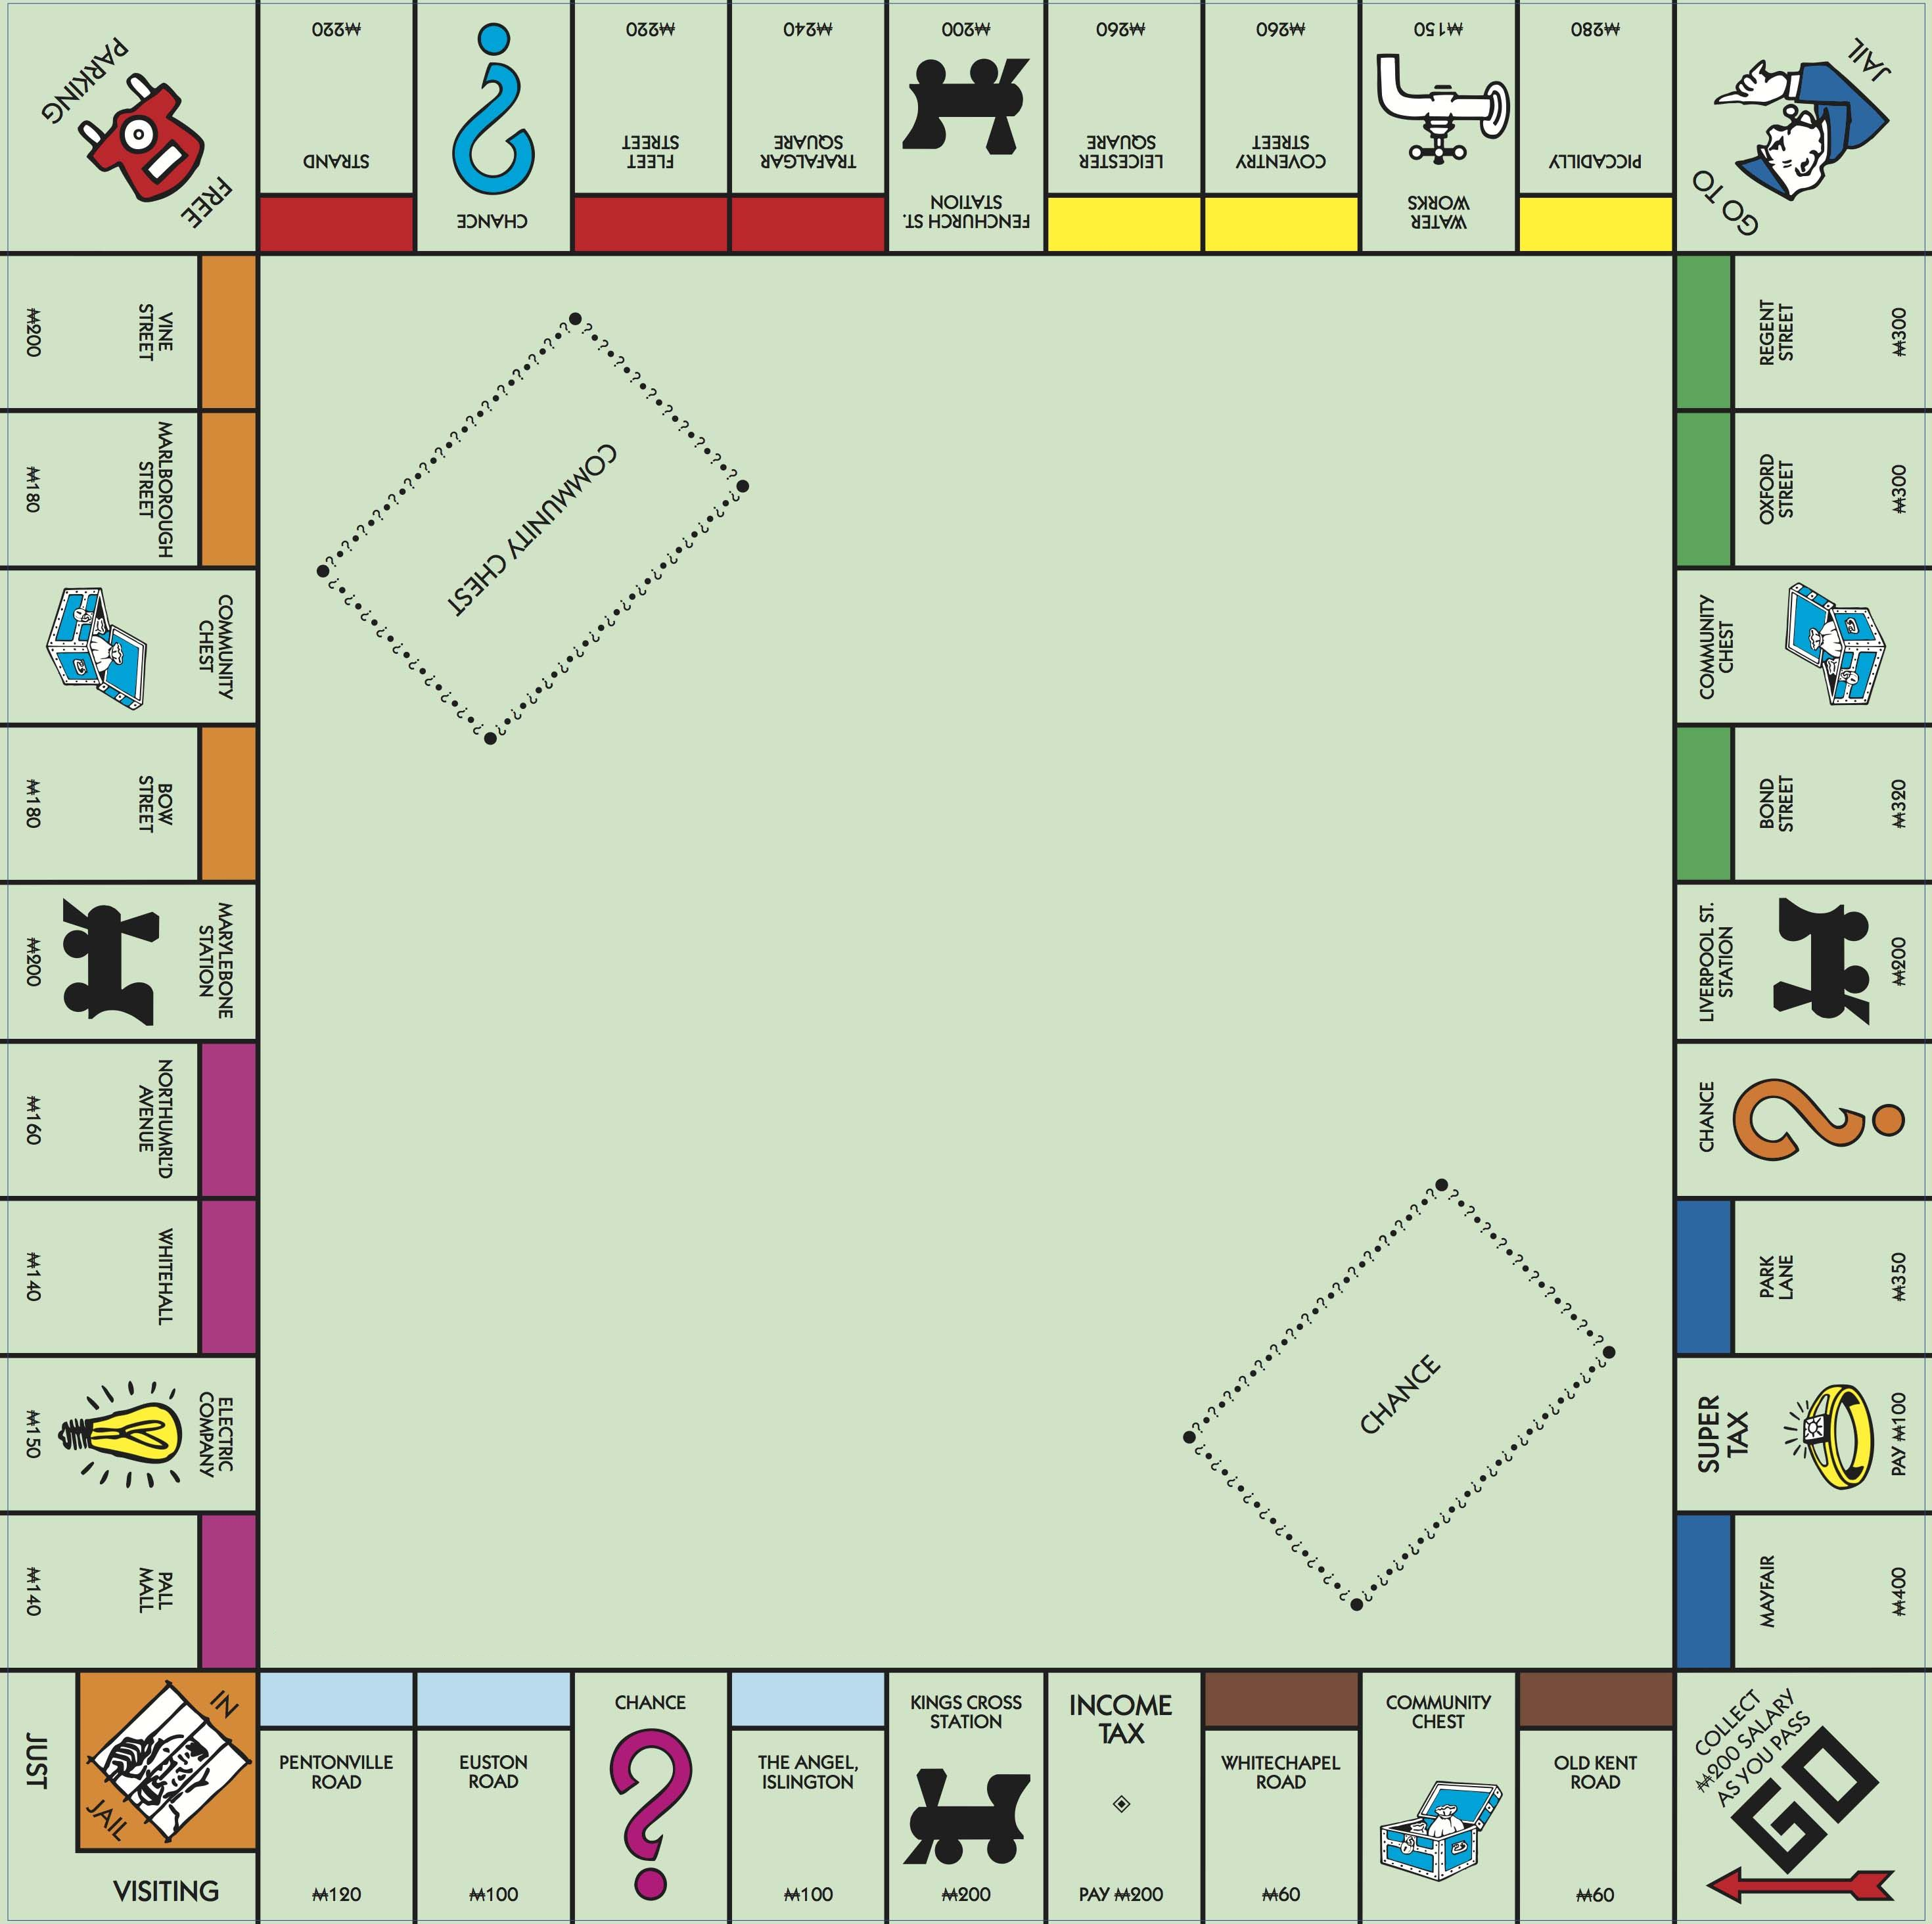 FREE
PARKING
STRAND
₩220
CHANCE
FLEET
STREET
₩220
TRAFALGAR
SQUARE
₩240
FENCHURCH ST.
STATION
₩200
LEICESTER
SQUARE
₩260
COVENTRY
STREET
₩260
WATER
WORKS
₩150
PICCADILLY
₩280
GO TO
JAIL
REGENT
STREET
₩300
OXFORD
STREET
₩300
COMMUNITY
CHEST
BOND
STREET
₩320
LIVERPOOL ST.
STATION
₩200
CHANCE
PARK
LANE
₩350
SUPER
TAX
PAY ₩100
MAYFAIR
₩400
COLLECT
₩200 SALARY
AS YOU PASS
GO
OLD KENT
ROAD
₩60
COMMUNITY
CHEST
WHITECHAPEL
ROAD
₩60
INCOME
TAX
PAY ₩200
KINGS CROSS
STATION
₩200
THE ANGEL,
ISLINGTON
₩100
CHANCE
?
EUSTON
ROAD
₩100
PENTONVILLE
ROAD
₩120
IN
JAIL
JUST
VISITING
PALL
MALL
₩140
ELECTRIC
COMPANY
₩150
WHITEHALL
₩140
NORTHUMRL'D
AVENUE
₩160
MARYLEBONE
STATION
₩200
BOW
STREET
₩180
COMMUNITY
CHEST
MARLBOROUGH
STREET
₩180
VINE
STREET
₩200
COMMUNITY CHEST
CHANCE